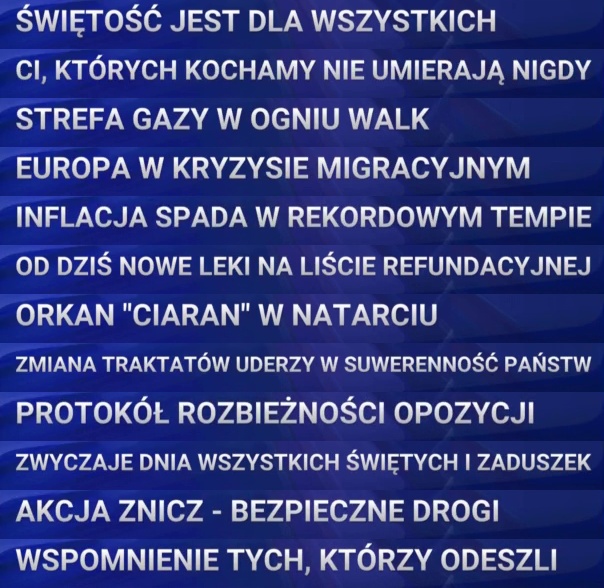 ŚWIĘTOŚĆ JEST DLA WSZYSTKICH
CI, KTÓRYCH KOCHAMY NIE UMIERAJĄ NIGDY
STREFA GAZY W OGNIU WALK
EUROPA W KRYZYSIE MIGRACYJNYM
INFLACJA SPADA W REKORDOWYM TEMPIE
OD DZIŚ NOWE LEKI NA LIŚCIE REFUNDACYJNEJ
ORKAN "CIARAN" W NATARCIU
ZMIANA TRAKTATÓW UDERZY W SUWERENNOŚĆ PAŃSTW
PROTOKÓŁ ROZBIEŻNOŚCI OPOZYCJI
ZWYCZAJE DNIA WSZYSTKICH ŚWIĘTYCH I ZADUSZEK
AKCJA ZNICZ - BEZPIECZNE DROGI
WSPOMNIENIE TYCH, KTÓRZY ODESZLI